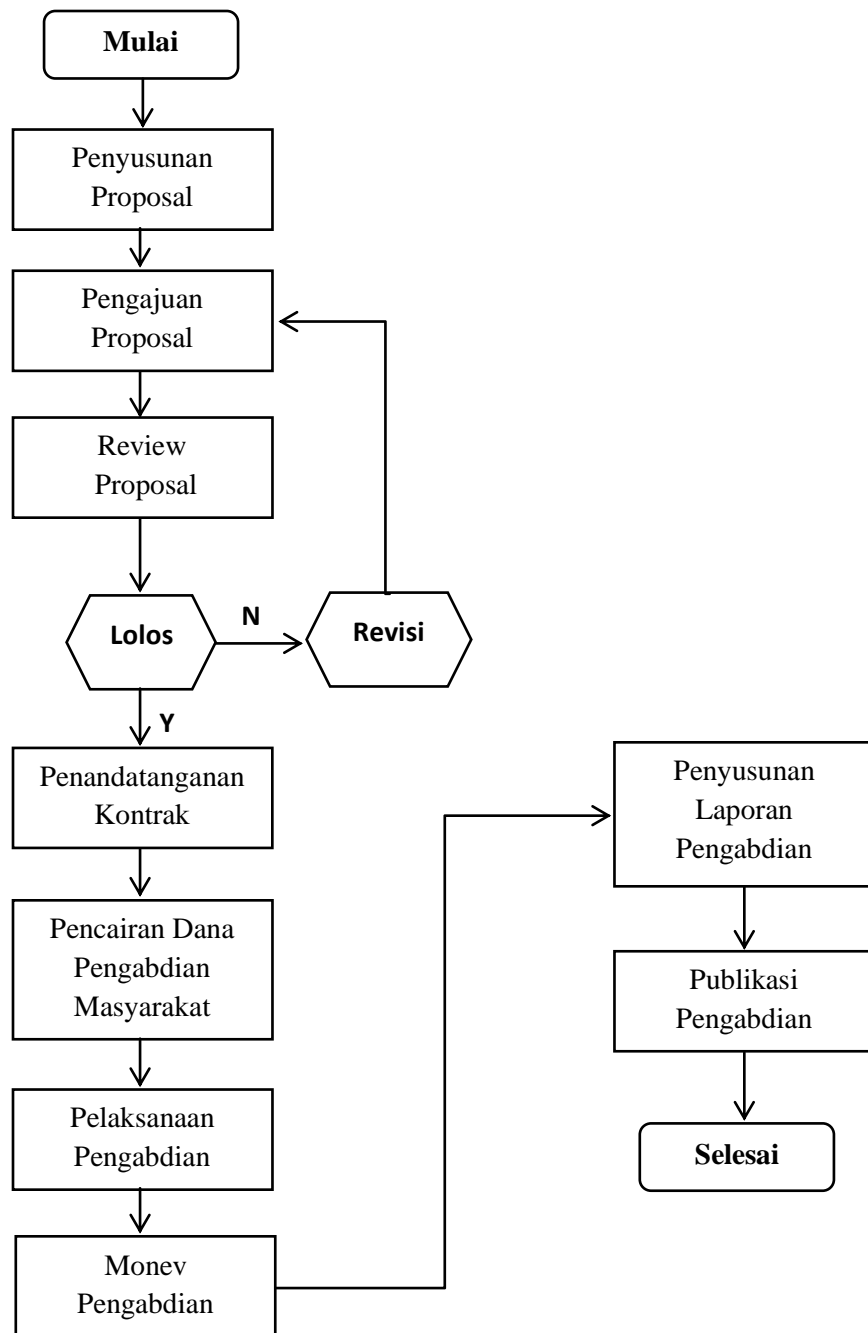 Mulai
Penyusunan
Proposal
Pengajuan
Proposal
Review
Proposal
Lolos
N
Revisi
Y
Penandatanganan
Kontrak
Pencairan Dana
Pengabdian
Masyarakat
Pelaksanaan
Pengabdian
Monev
Pengabdian
Penyusunan
Laporan
Pengabdian
Publikasi
Pengabdian
Selesai